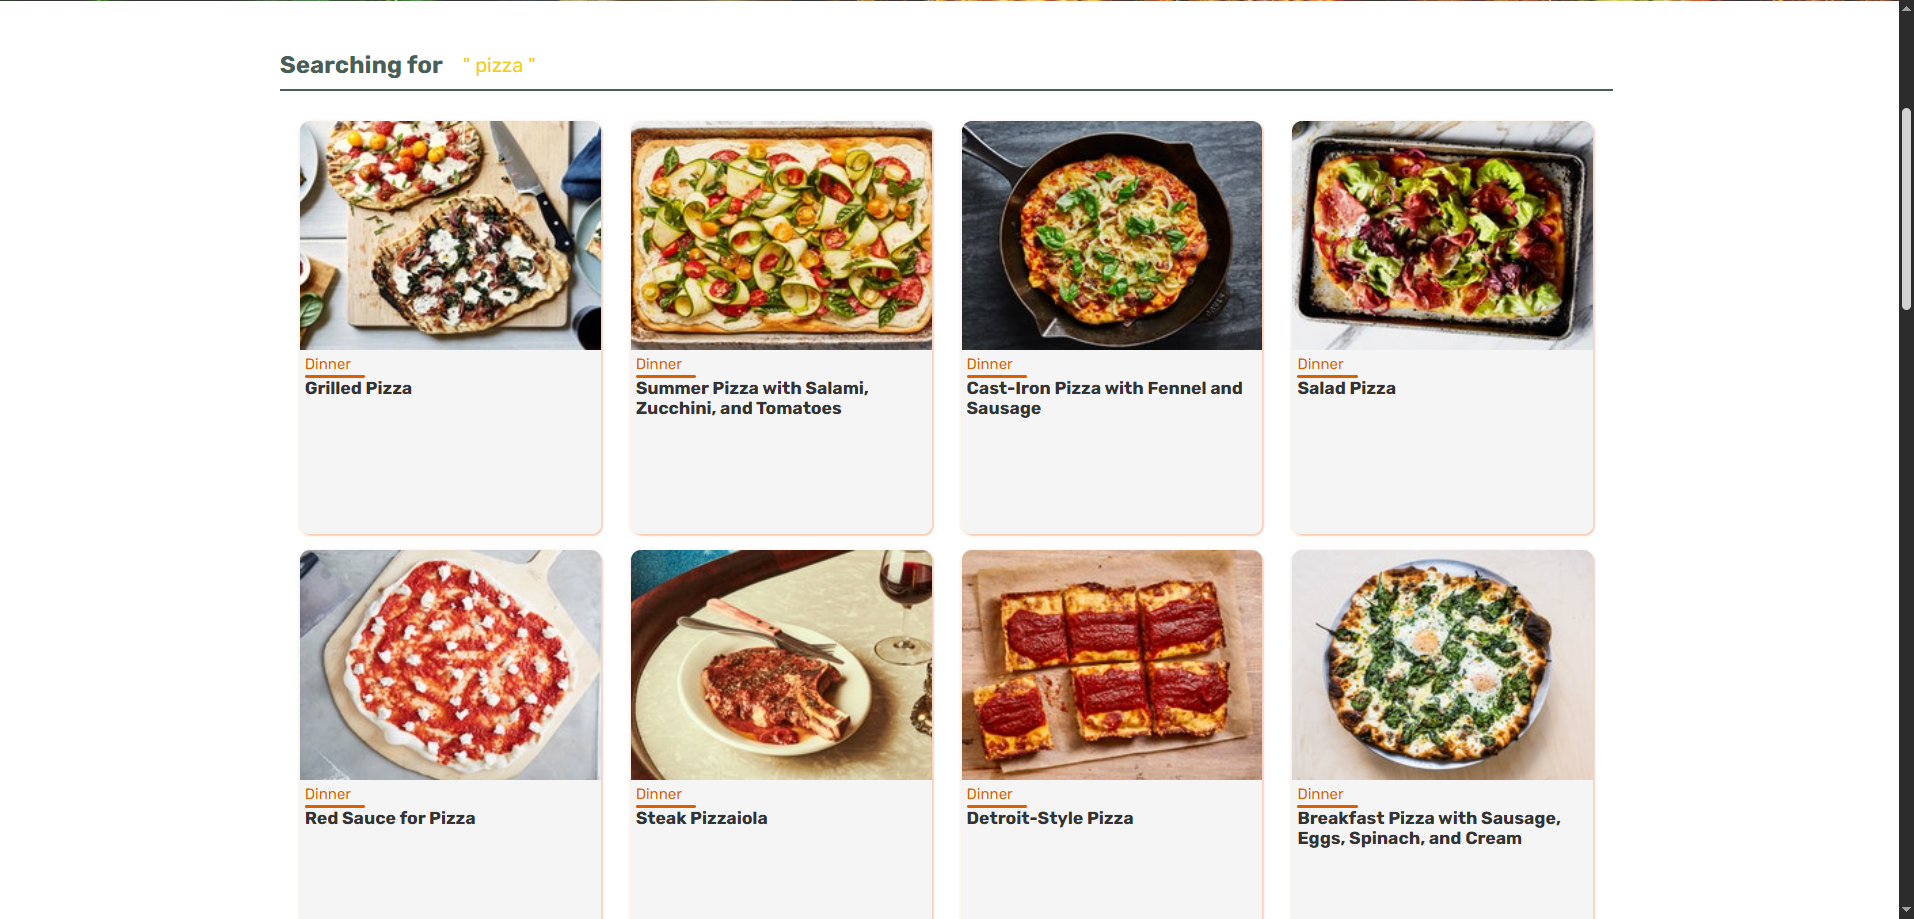 Searching for " pizza "
Dinner
Grilled Pizza
Dinner
Summer Pizza with Salami,
Zucchini, and Tomatoes
Dinner
Cast-Iron Pizza with Fennel and
Sausage
Dinner
Salad Pizza
Dinner
Red Sauce for Pizza
Dinner
Steak Pizzaiola
Dinner
Detroit-Style Pizza
Dinner
Breakfast Pizza with Sausage,
Eggs, Spinach, and Cream